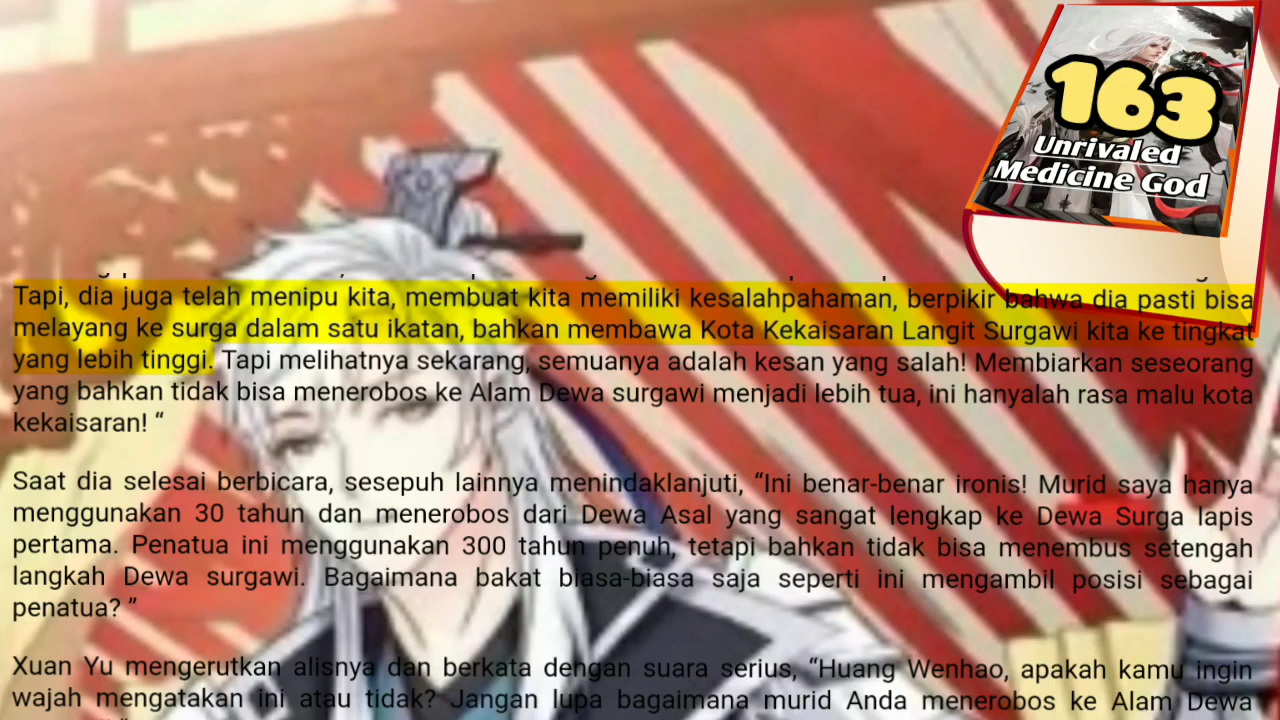 163
Unrivaled
Medicine God
Tapi, dia juga telah menipu kita, membuat kita memiliki kesalahpahaman, berpikir bahwa dia pasti bisa
melayang ke surga dalam satu ikatan, bahkan membawa Kota Kekaisaran Langit Surgawi kita ke tingkat
yang lebih tinggi. Tapi melihatnya sekarang, semuanya adalah kesan yang salah! Membiarkan seseorang
yang bahkan tidak bisa menerobos ke Alam Dewa surgawi menjadi lebih tua, ini hanyalah rasa malu kota
kekaisaran! “
Saat dia selesai berbicara, sesepuh lainnya menindaklanjuti, “Ini benar-benar ironis! Murid saya hanya
menggunakan 30 tahun dan menerobos dari Dewa Asal yang sangat lengkap ke Dewa Surga lapis
pertama. Penatua ini menggunakan 300 tahun penuh, tetapi bahkan tidak bisa menembus setengah
langkah Dewa surgawi. Bagaimana bakat biasa-biasa saja seperti ini mengambil posisi sebagai
penatua? ”
Xuan Yu mengerutkan alisnya dan berkata dengan suara serius, “Huang Wenhao, apakah kamu ingin
wajah mengatakan ini atau tidak? Jangan lupa bagaimana murid Anda menerobos ke Alam Dewa